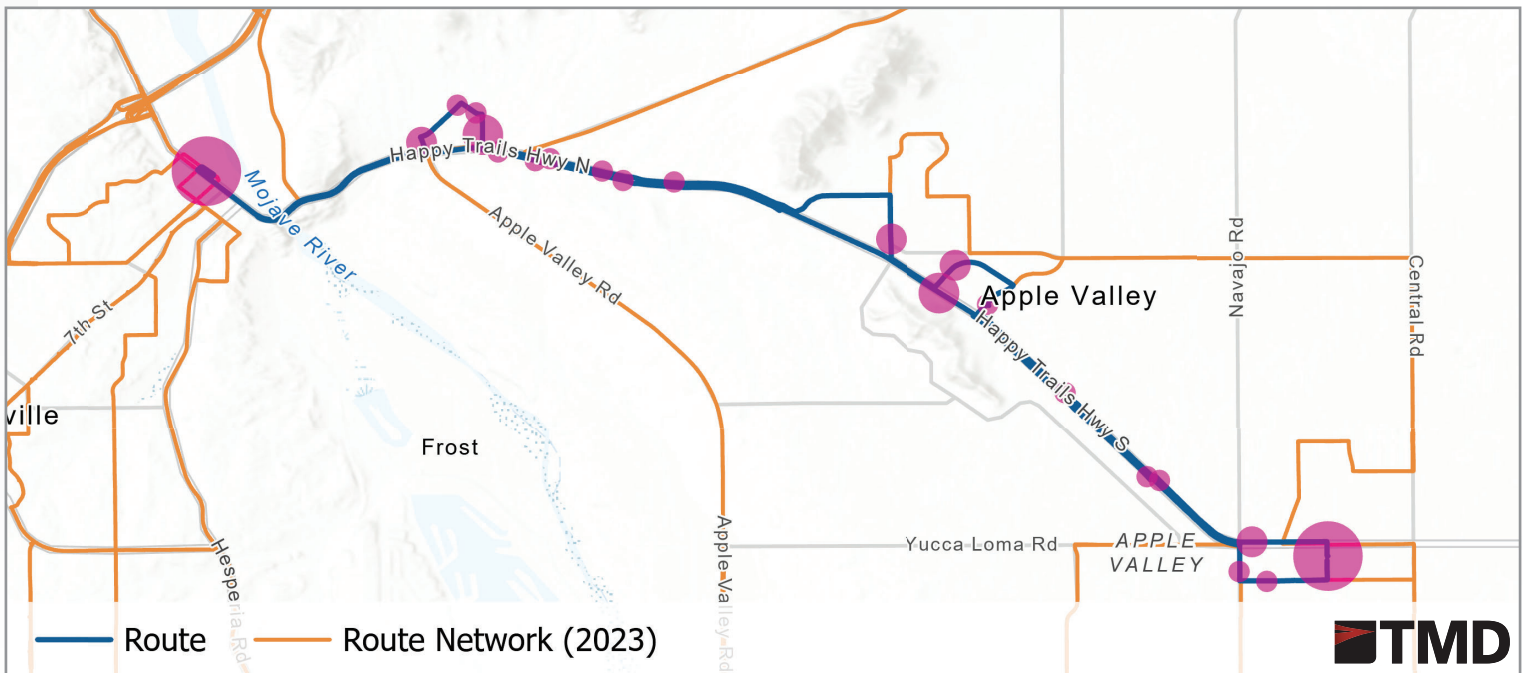 Happy Trails Hwy N
Mojave River
Apple Valley Rd
Navajo Rd
Central Rd
Apple Valley
7th St
Happy Trails Hwy S
ville
Frost
Apple Valley Rd
Yucca Loma Rd
APPLE
VALLEY
Hesperia Rd
Route
Route Network (2023)
TMD